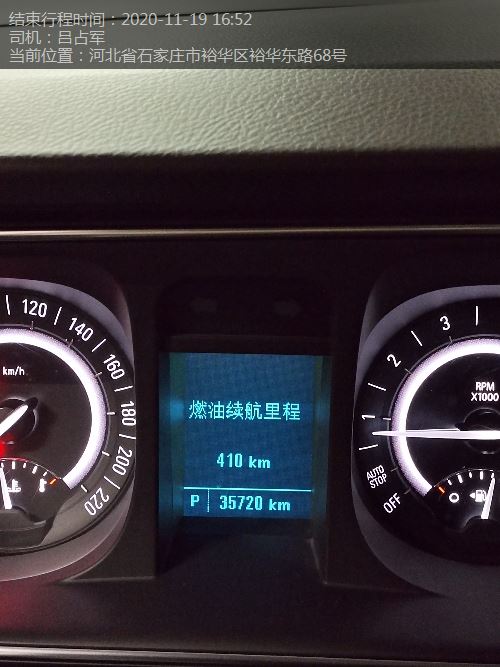 结束行程时间：2020-11-19 16:52
司机：吕占军
当前位置：河北省石家庄市裕华区裕华东路68号
120
140
160
180
200
220
km/h
燃油续航里程
410 km
P 35720 km
3
2
1
RPM
X1000
AUTO
STOP
OFF